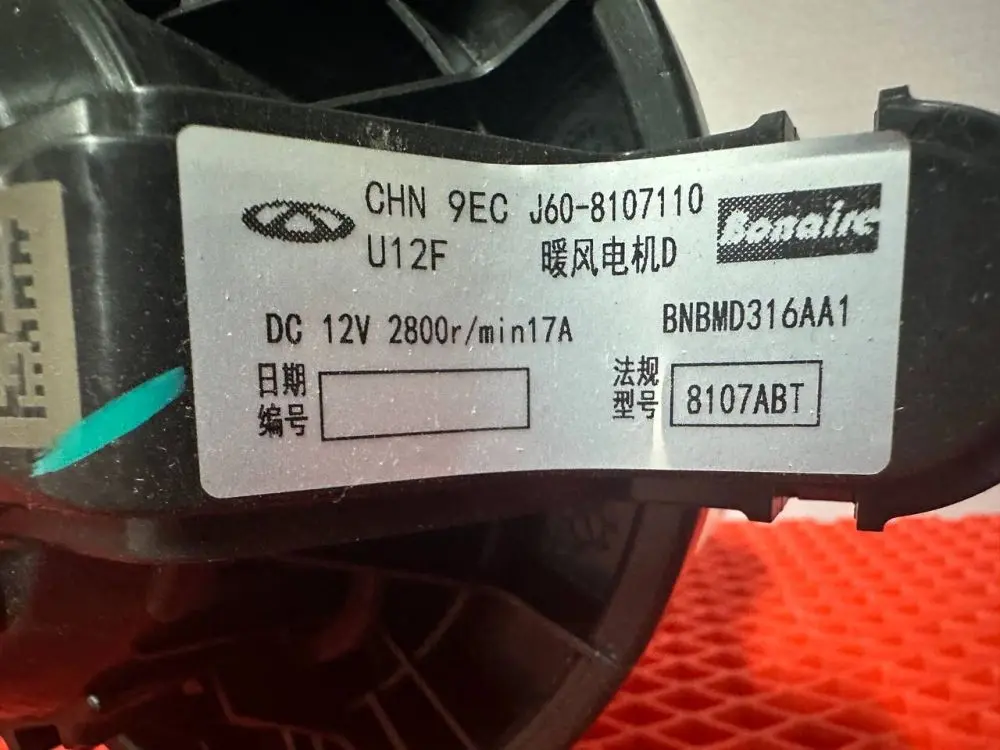 CHN 9EC J60-8107110
U12F 暖风电机D
Bonaire
DC 12V 2800r/min17A
BNBMD316AA1
日期
编号
法规
型号
8107ABT